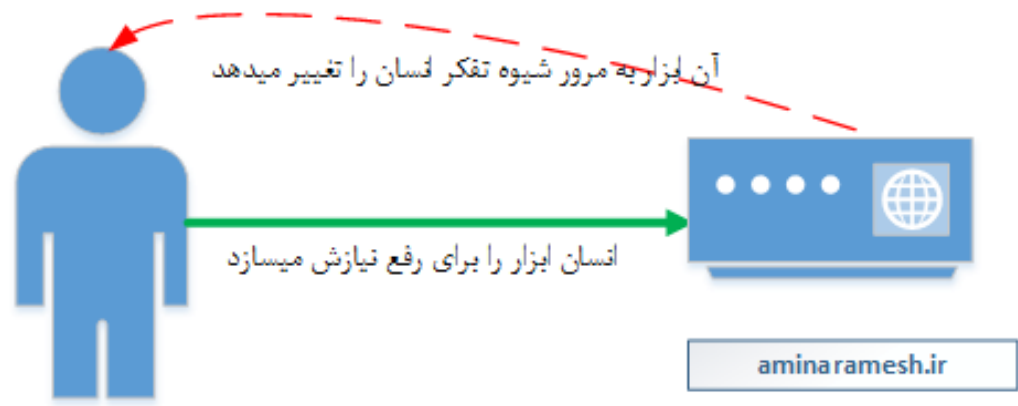 آن ابزار به مرور شیوه تفکر انسان را تغییر میدهد
انسان ابزار را برای رفع نیازش میسازد
aminaramesh.ir